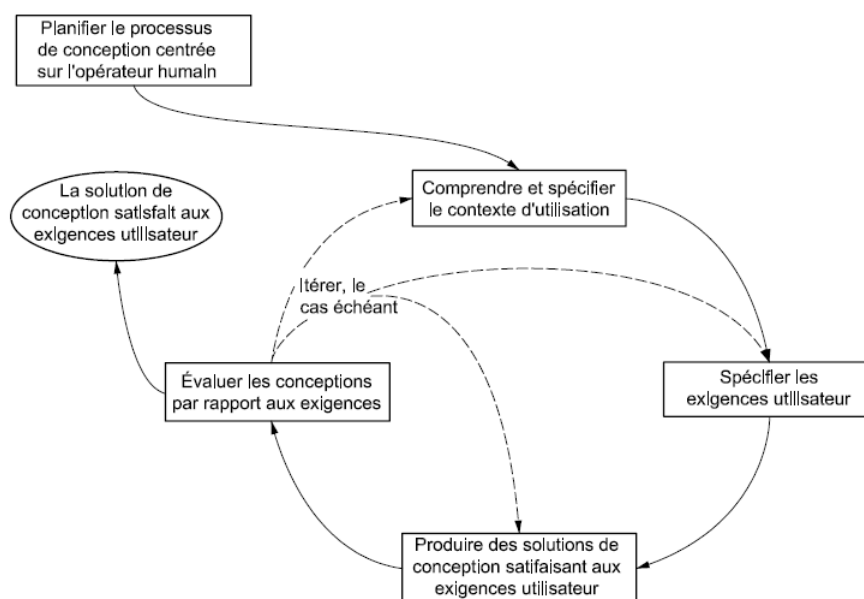 Planifier le processus
de conception centrée
sur l'opérateur humain
Comprendre et spécifier
le contexte d'utilisation
La solution de
conception satisfait aux
exigences utilisateur
Itérer, le
cas échéant
Évaluer les conceptions
par rapport aux exigences
Spécifier les
exigences utilisateur
Produire des solutions de
conception satifaisant aux
exigences utilisateur